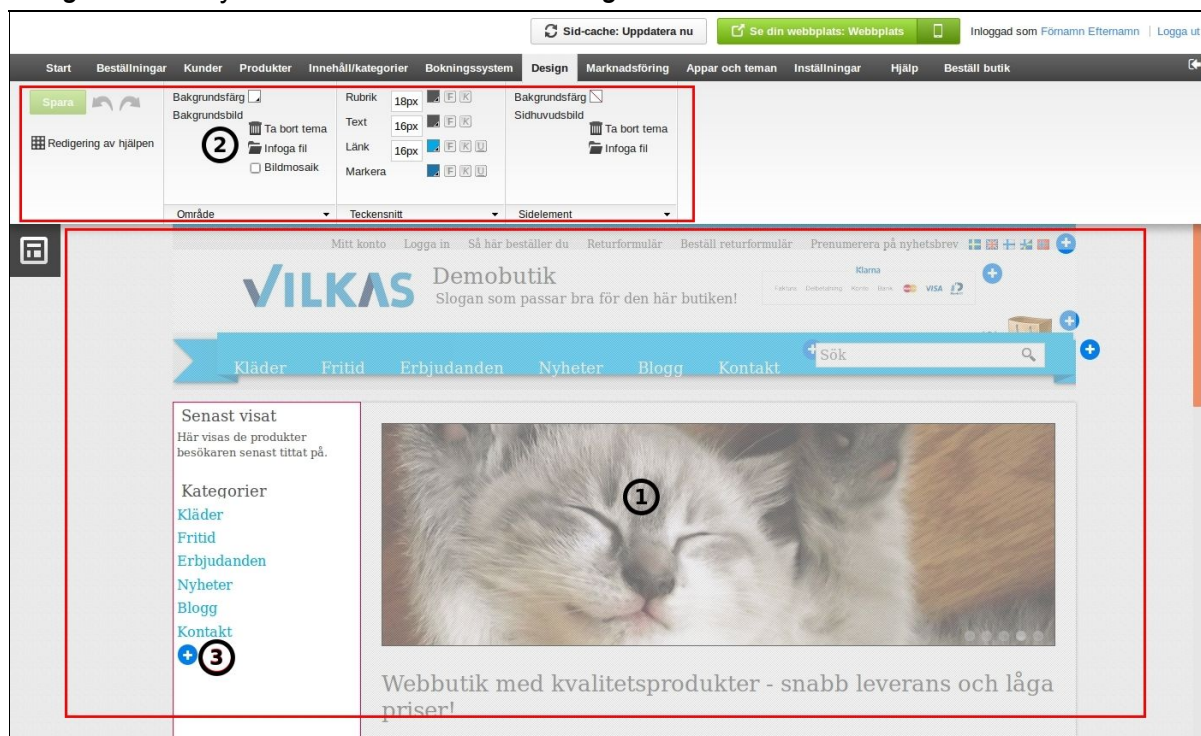 Sid-cache: Uppdatera nu
Se din webbplats: Webbplats
Inloggad som Förnamn Efternamn | Logga ut
Start Beställningar Kunder Produkter Innehåll/kategorier Bokningssystem Design Marknadsföring Appar och teman Inställningar Hjälp Beställ butik
Spara
Redigering av hjälpen
Bakgrundsfärg
Bakgrundsbild
Ta bort tema
2
Infoga fil
Bildmosaik
Område
Rubrik 18px F K
Text 16px F K
Länk 16px F K U
Markera F K U
Teckensnitt
Bakgrundsfärg
Sidhuvudsbild
Ta bort tema
Infoga fil
Sidelement
Mitt konto Logga in Så här beställer du Returformulär Beställ returformulär Prenumerera på nyhetsbrev
VILKAS
Demobutik
Slogan som passar bra för den här butiken!
Klarna
Faktura Delbetalning Konto Bank VISA
Kläder Fritid Erbjudanden Nyheter Blogg Kontakt
Sök
Senast visat
Här visas de produkter
besökaren senast tittat på.
Kategorier
Kläder
Fritid
Erbjudanden
Nyheter
Blogg
Kontakt
3
1
Webbutik med kvalitetsprodukter - snabb leverans och låga
priser!